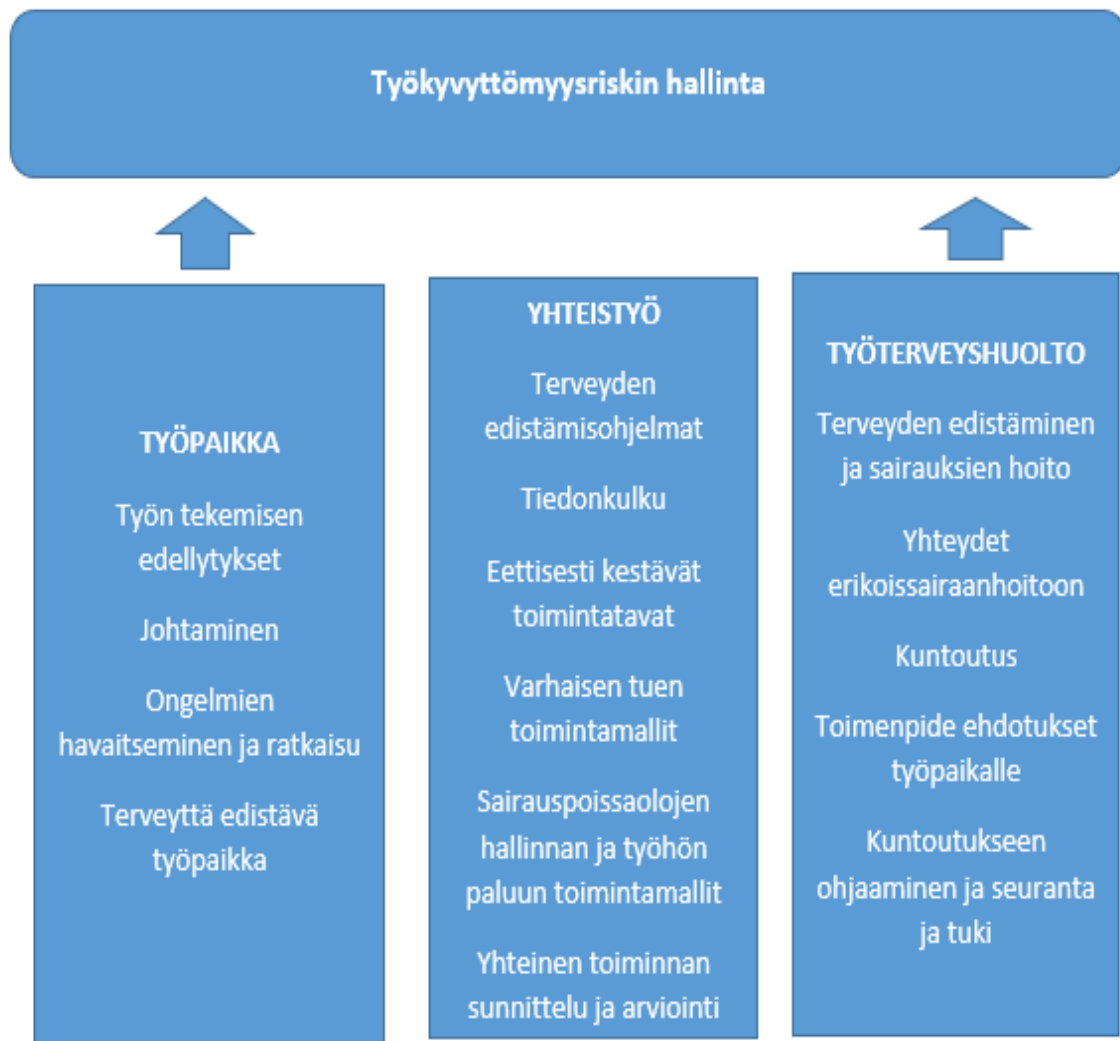 Työkyvyttömyysriskin hallinta
TYÖPAIKKA
Työn tekemisen
edellytykset
Johtaminen
Ongelmien
havaitseminen ja ratkaisu
Terveyttä edistävä
työpaikka
YHTEISTYÖ
Terveyden
edistämisohjelmat
Tiedonkulku
Eettisesti kestävät
toimintatavat
Varhaisen tuen
toimintamallit
Sairauspoissaolojen
hallinnan ja työhön
paluun toimintamallit
Yhteinen toiminnan
sunnittelu ja arviointi
TYÖTERVEYSHUOLTO
Terveyden edistäminen
ja sairauksien hoito
Yhteydet
erikoissairaanhoitoon
Kuntoutus
Toimenpide ehdotukset
työpaikalle
Kuntoutukseen
ohjaaminen ja seuranta
ja tuki